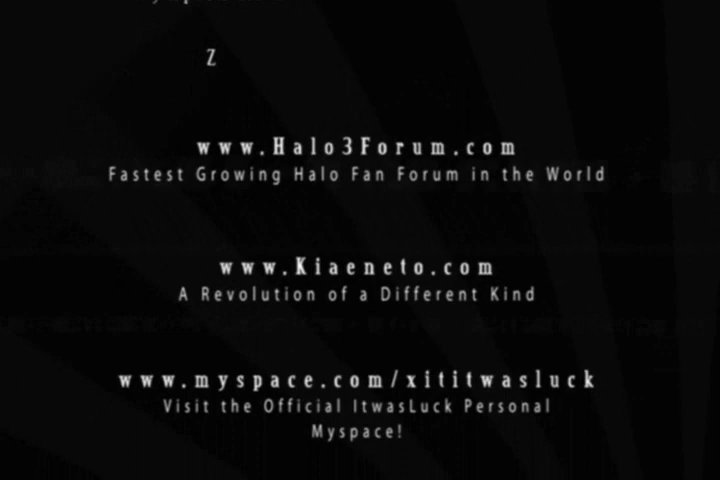 Z
www.Halo3Forum.com
Fastest Growing Halo Fan Forum in the World
www.Kiaeneto.com
A Revolution of a Different Kind
www.myspace.com/xititwasluck
Visit the Official ItwasLuck Personal
Myspace!